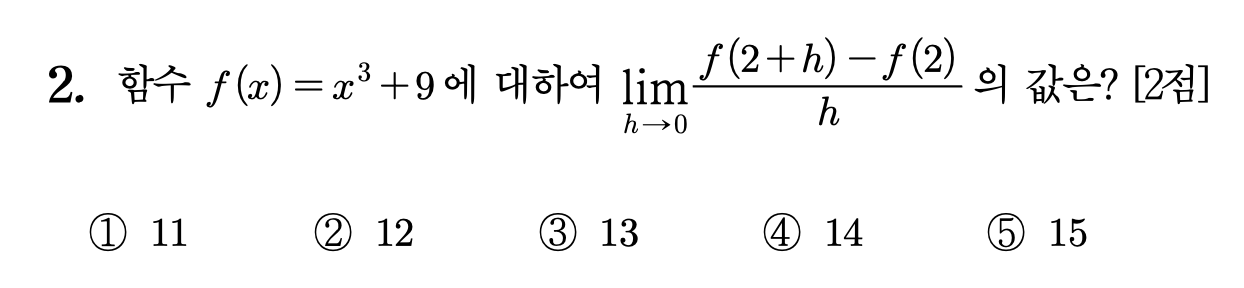 2. 함수 f(x)=x³+9에 대하여 lim_{h→0} \frac{f(2+h)-f(2)}{h} 의 값은? [2점]
① 11 ② 12 ③ 13 ④ 14 ⑤ 15